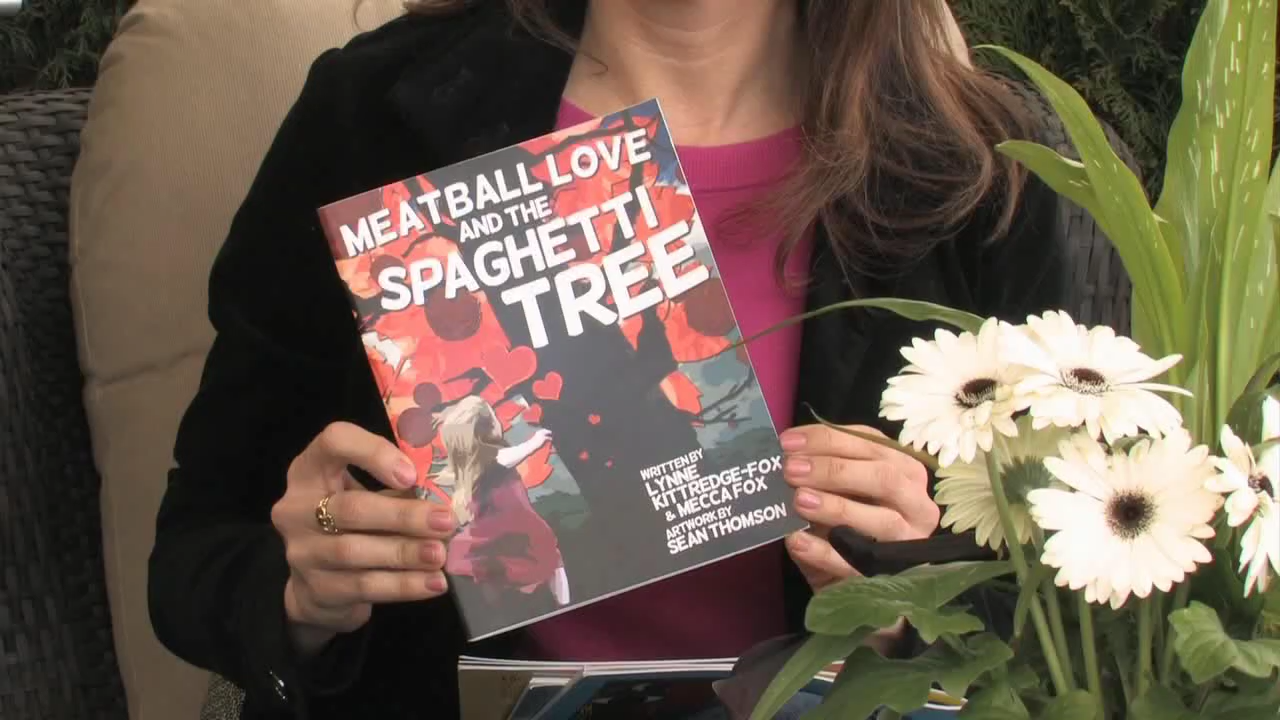 MEATBALL LOVE
AND THE
SPAGHETTI
TREE
WRITTEN BY
LYNNE
KITTREDGE-FOX
& MECCA FOX
ARTWORK BY
SEAN THOMSON